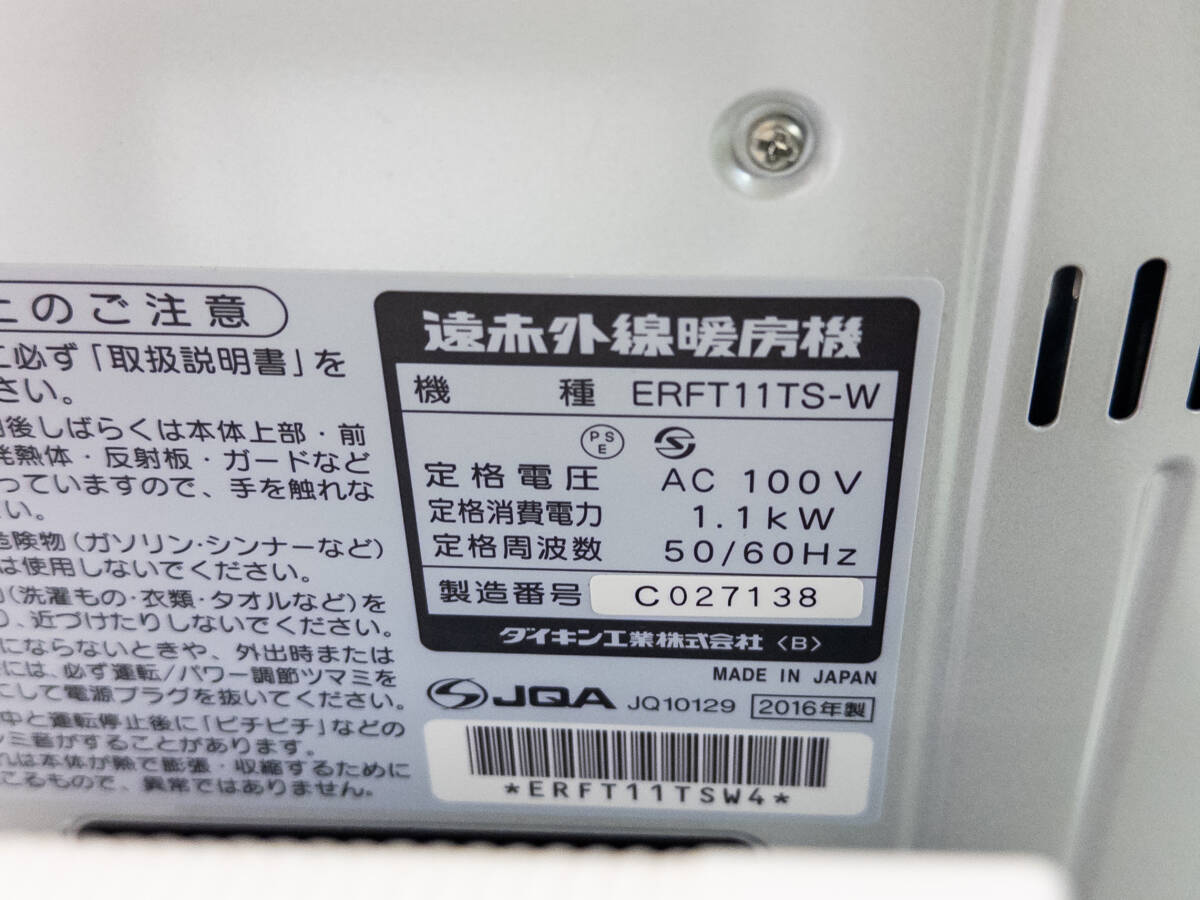 このご注意
に必ず「取扱説明書」を
さい。
後しばらくは本体上部・前
発熱体・反射板・ガードなど
っていますので、手を触れな
い。
危険物(ガソリン・シンナーなど)
は使用しないでください。
(洗濯もの・衣類・タオルなど)を
り、近づけたりしないでください。
にならないときや、外出時または
には、必ず運転/パワー調節ツマミを
にして電源プラグを抜いてください。
中と運転停止後に「ピチピチ」などの
ミ音がすることがあります。
れは本体が熱で膨張・収縮するために
こるもので、異常ではありません。
遠赤外線暖房機
機種 ERFT11TS-W
PSE
定格電圧 AC 100V
定格消費電力 1.1kW
定格周波数 50/60Hz
製造番号 C027138
ダイキン工業株式会社〈B〉
MADE IN JAPAN
JQA JQ10129 2016年製
*ERFT11TSW4*